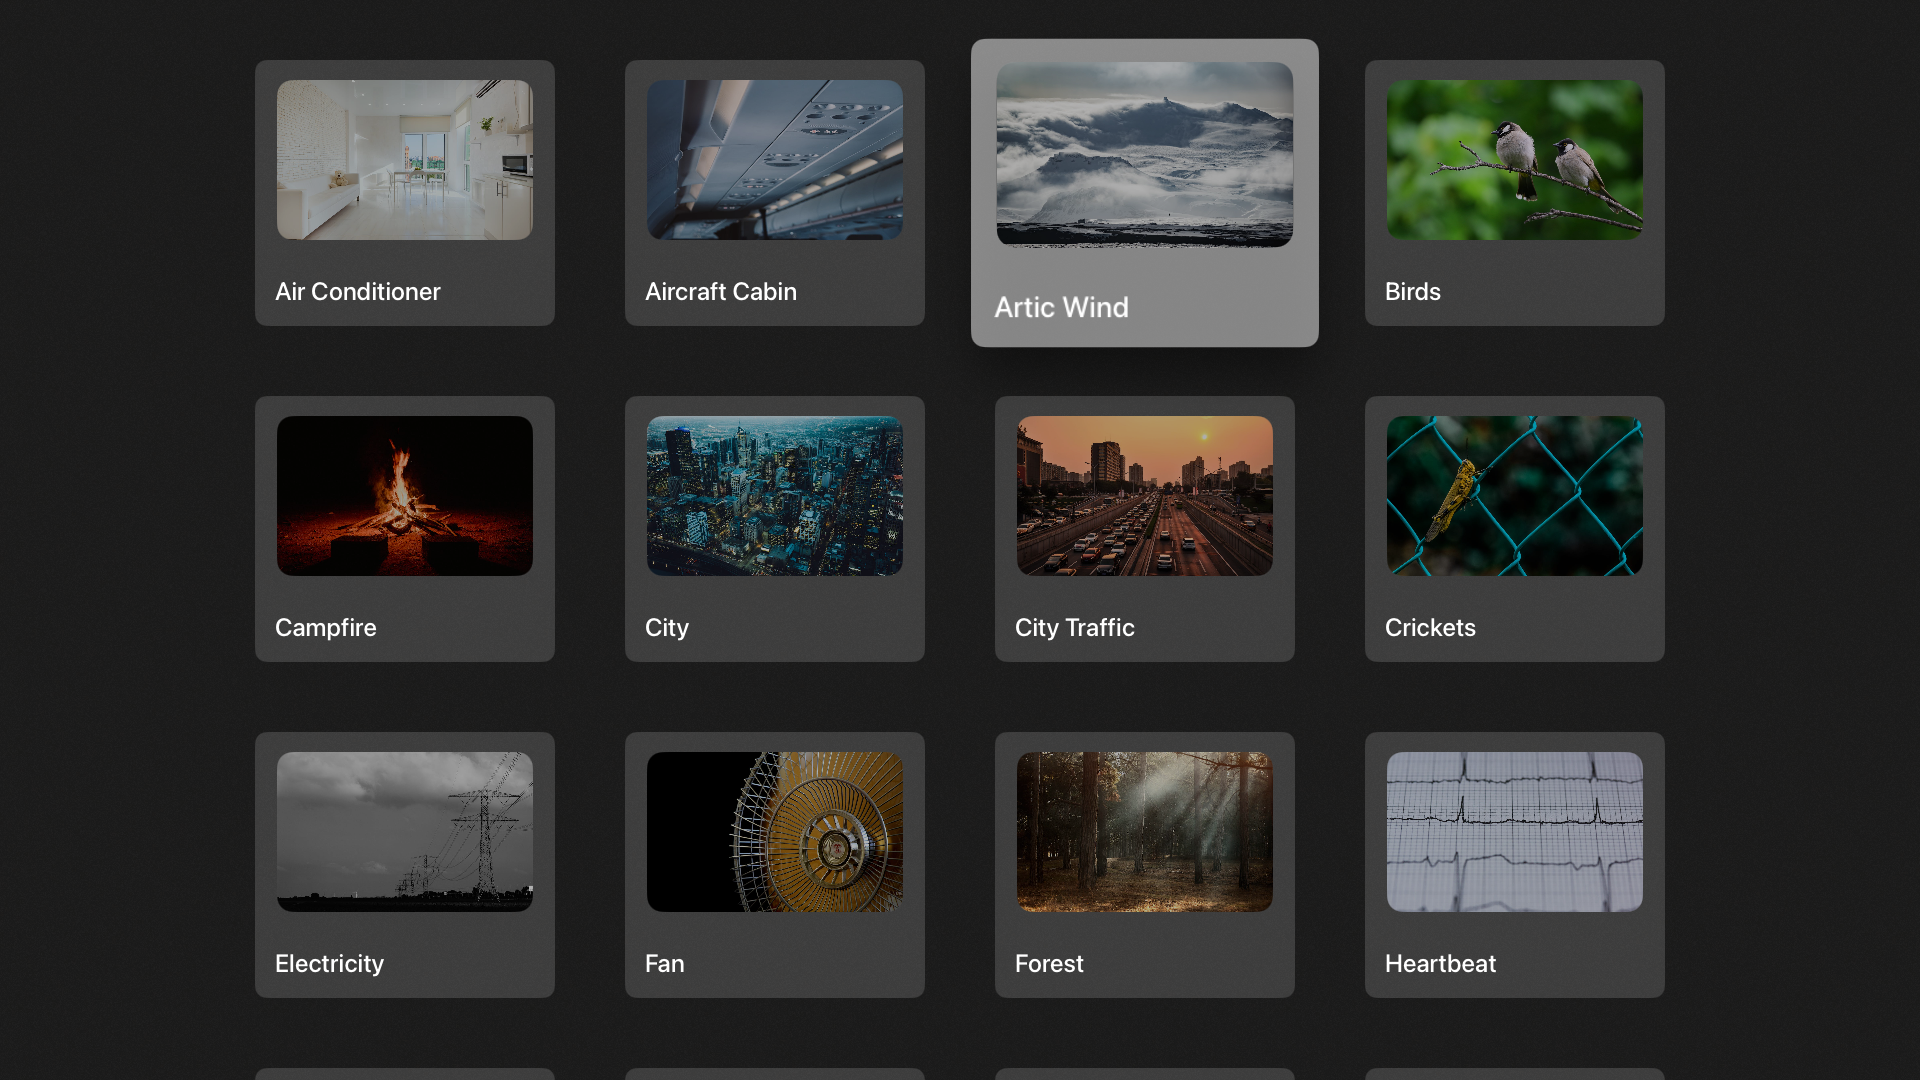 Air Conditioner
Aircraft Cabin
Artic Wind
Birds
Campfire
City
City Traffic
Crickets
Electricity
Fan
Forest
Heartbeat